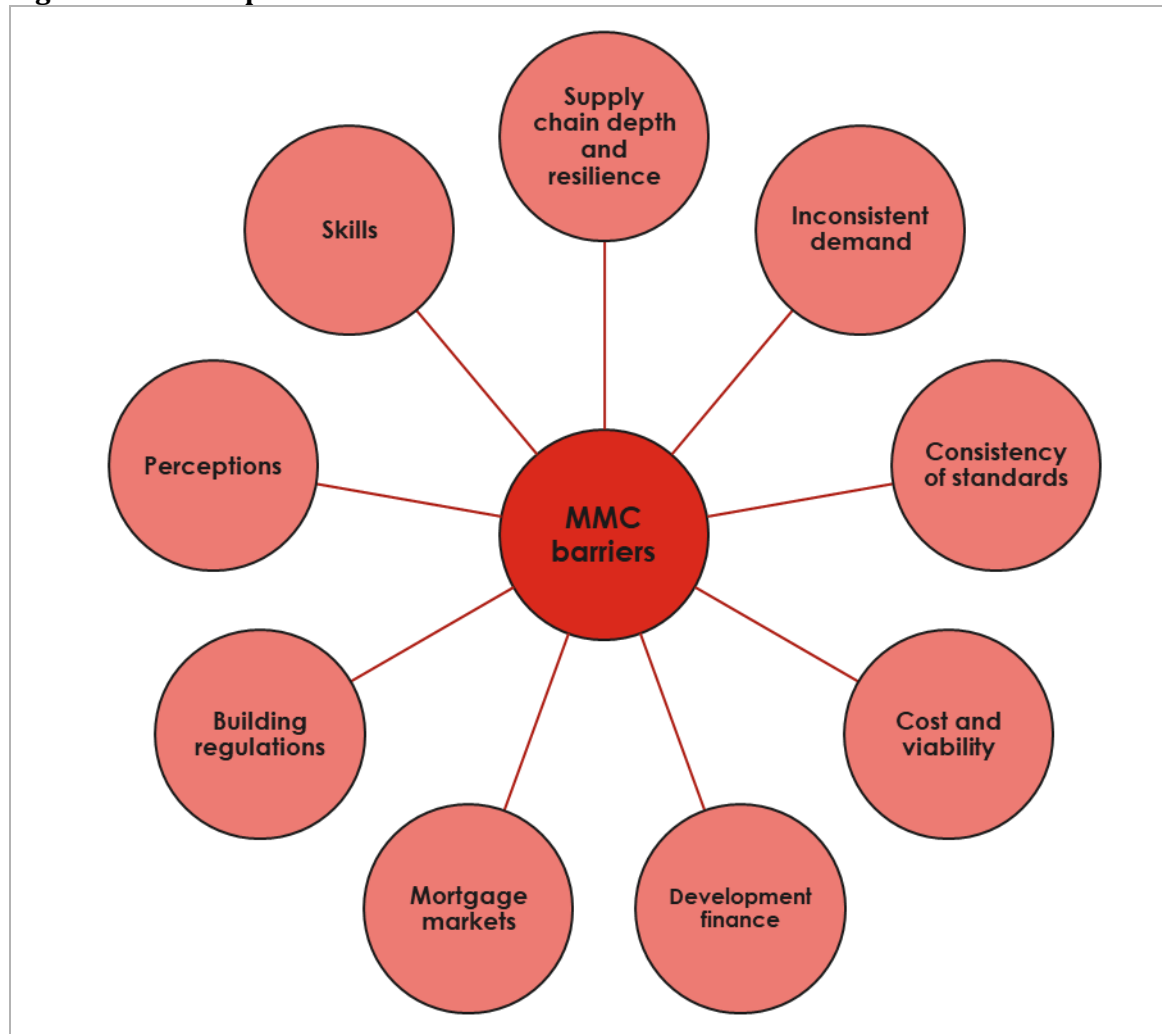 Supply
chain depth
and
resilience
Inconsistent
demand
Consistency
of standards
Cost and
viability
Development
finance
Mortgage
markets
Building
regulations
Perceptions
Skills
MMC
barriers